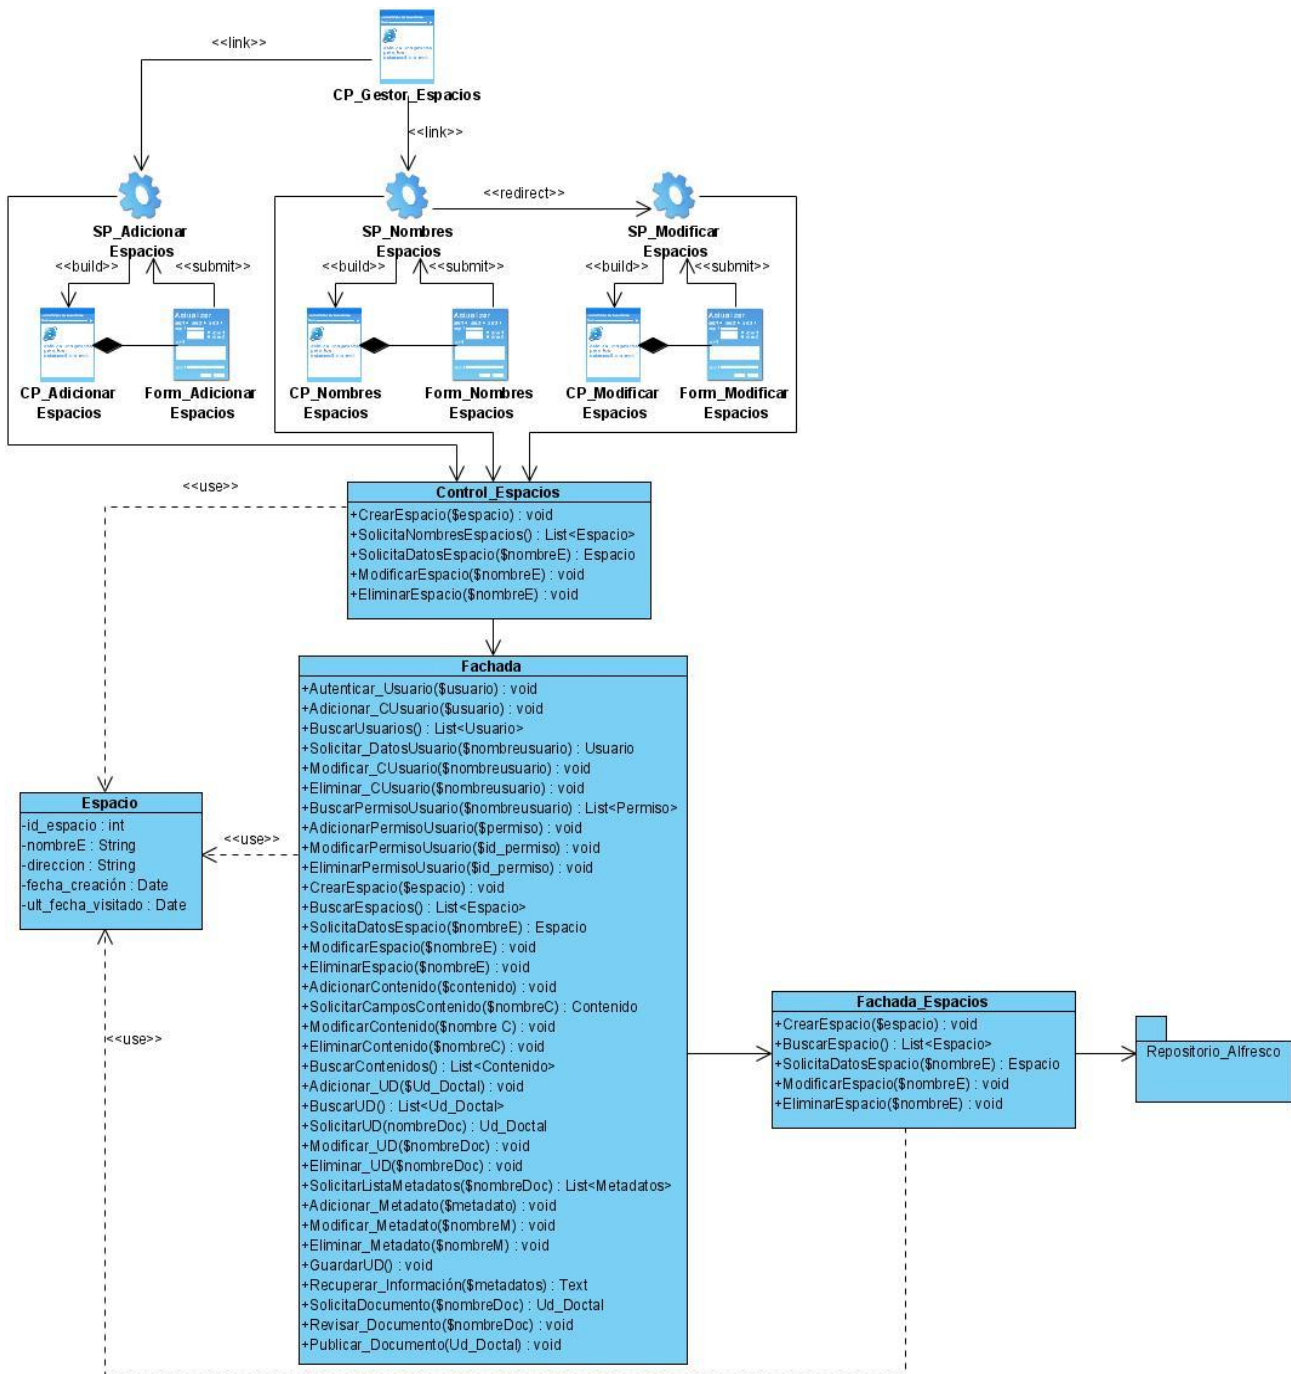 <<link>>
CP_Gestor_Espacios
<<link>>
<<redirect>>
SP_Adicionar
Espacios
SP_Nombres
Espacios
SP_Modificar
Espacios
<<build>>
<<submit>>
<<build>>
<<submit>>
<<build>>
<<submit>>
Actualizar
Actualizar
Actualizar
CP_Adicionar
Espacios
Form_Adicionar
Espacios
CP_Nombres
Espacios
Form_Nombres
Espacios
CP_Modificar
Espacios
Form_Modificar
Espacios
<<use>>
Control_Espacios
+CrearEspacio($espacio) : void
+SolicitaNombresEspacios() : List<Espacio>
+SolicitaDatosEspacio($nombreE) : Espacio
+ModificarEspacio($nombreE) : void
+EliminarEspacio($nombreE) : void
Fachada
+Autenticar_Usuario($usuario) : void
+Adicionar_CUsuario($usuario) : void
+BuscarUsuarios() : List<Usuario>
+Solicitar_DatosUsuario($nombreusuario) : Usuario
+Modificar_CUsuario($nombreusuario) : void
+Eliminar_CUsuario($nombreusuario) : void
+BuscarPermisoUsuario($nombreusuario) : List<Permiso>
+AdicionarPermisoUsuario($permiso) : void
+ModificarPermisoUsuario($id_permiso) : void
+EliminarPermisoUsuario($id_permiso) : void
+CrearEspacio($espacio) : void
+BuscarEspacios() : List<Espacio>
+SolicitaDatosEspacio($nombreE) : Espacio
+ModificarEspacio($nombreE) : void
+EliminarEspacio($nombreE) : void
+AdicionarContenido($contenido) : void
+SolicitarCamposContenido($nombreC) : Contenido
+ModificarContenido($nombre C) : void
+EliminarContenido($nombreC) : void
+BuscarContenidos() : List<Contenido>
+Adicionar_UD($Ud_Doctal) : void
+BuscarUD() : List<Ud_Doctal>
+SolicitarUD(nombreDoc) : Ud_Doctal
+Modificar_UD($nombreDoc) : void
+Eliminar_UD($nombreDoc) : void
+SolicitarListaMetadatos($nombreDoc) : List<Metadatos>
+Adicionar_Metadato($metadato) : void
+Modificar_Metadato($nombreM) : void
+Eliminar_Metadato($nombreM) : void
+GuardarUD() : void
+Recuperar_Información($metadatos) : Text
+SolicitaDocumento($nombreDoc) : Ud_Doctal
+Revisar_Documento($nombreDoc) : void
+Publicar_Documento(Ud_Doctal) : void
Espacio
-id_espacio : int
-nombreE : String
-direccion : String
-fecha_creación : Date
-ult_fecha_visitado : Date
<<use>>
<<use>>
Fachada_Espacios
+CrearEspacio($espacio) : void
+BuscarEspacio() : List<Espacio>
+SolicitaDatosEspacio($nombreE) : Espacio
+ModificarEspacio($nombreE) : void
+EliminarEspacio($nombreE) : void
Repositorio_Alfresco